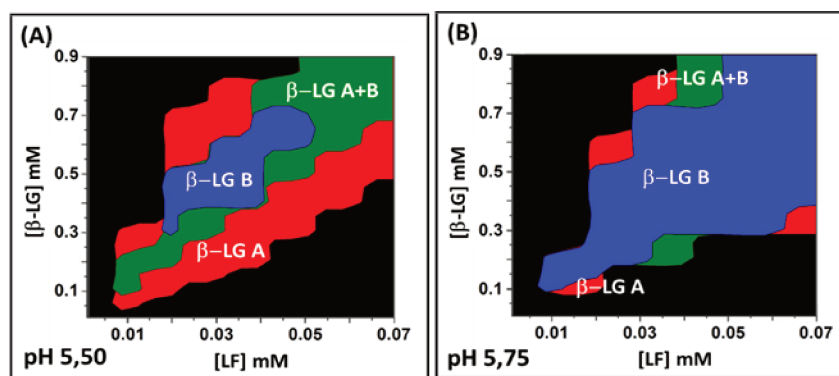 (A)
0.9
0.7
0.5
0.3
0.1
[β-LG] mM
β–LG A+B
β–LG B
β–LG A
0.01 0.03 0.05 0.07
pH 5,50 [LF] mM
(B)
0.9
0.7
0.5
0.3
0.1
[β-LG] mM
β–LG A+B
β–LG B
β–LG A
0.01 0.03 0.05 0.07
pH 5,75 [LF] mM